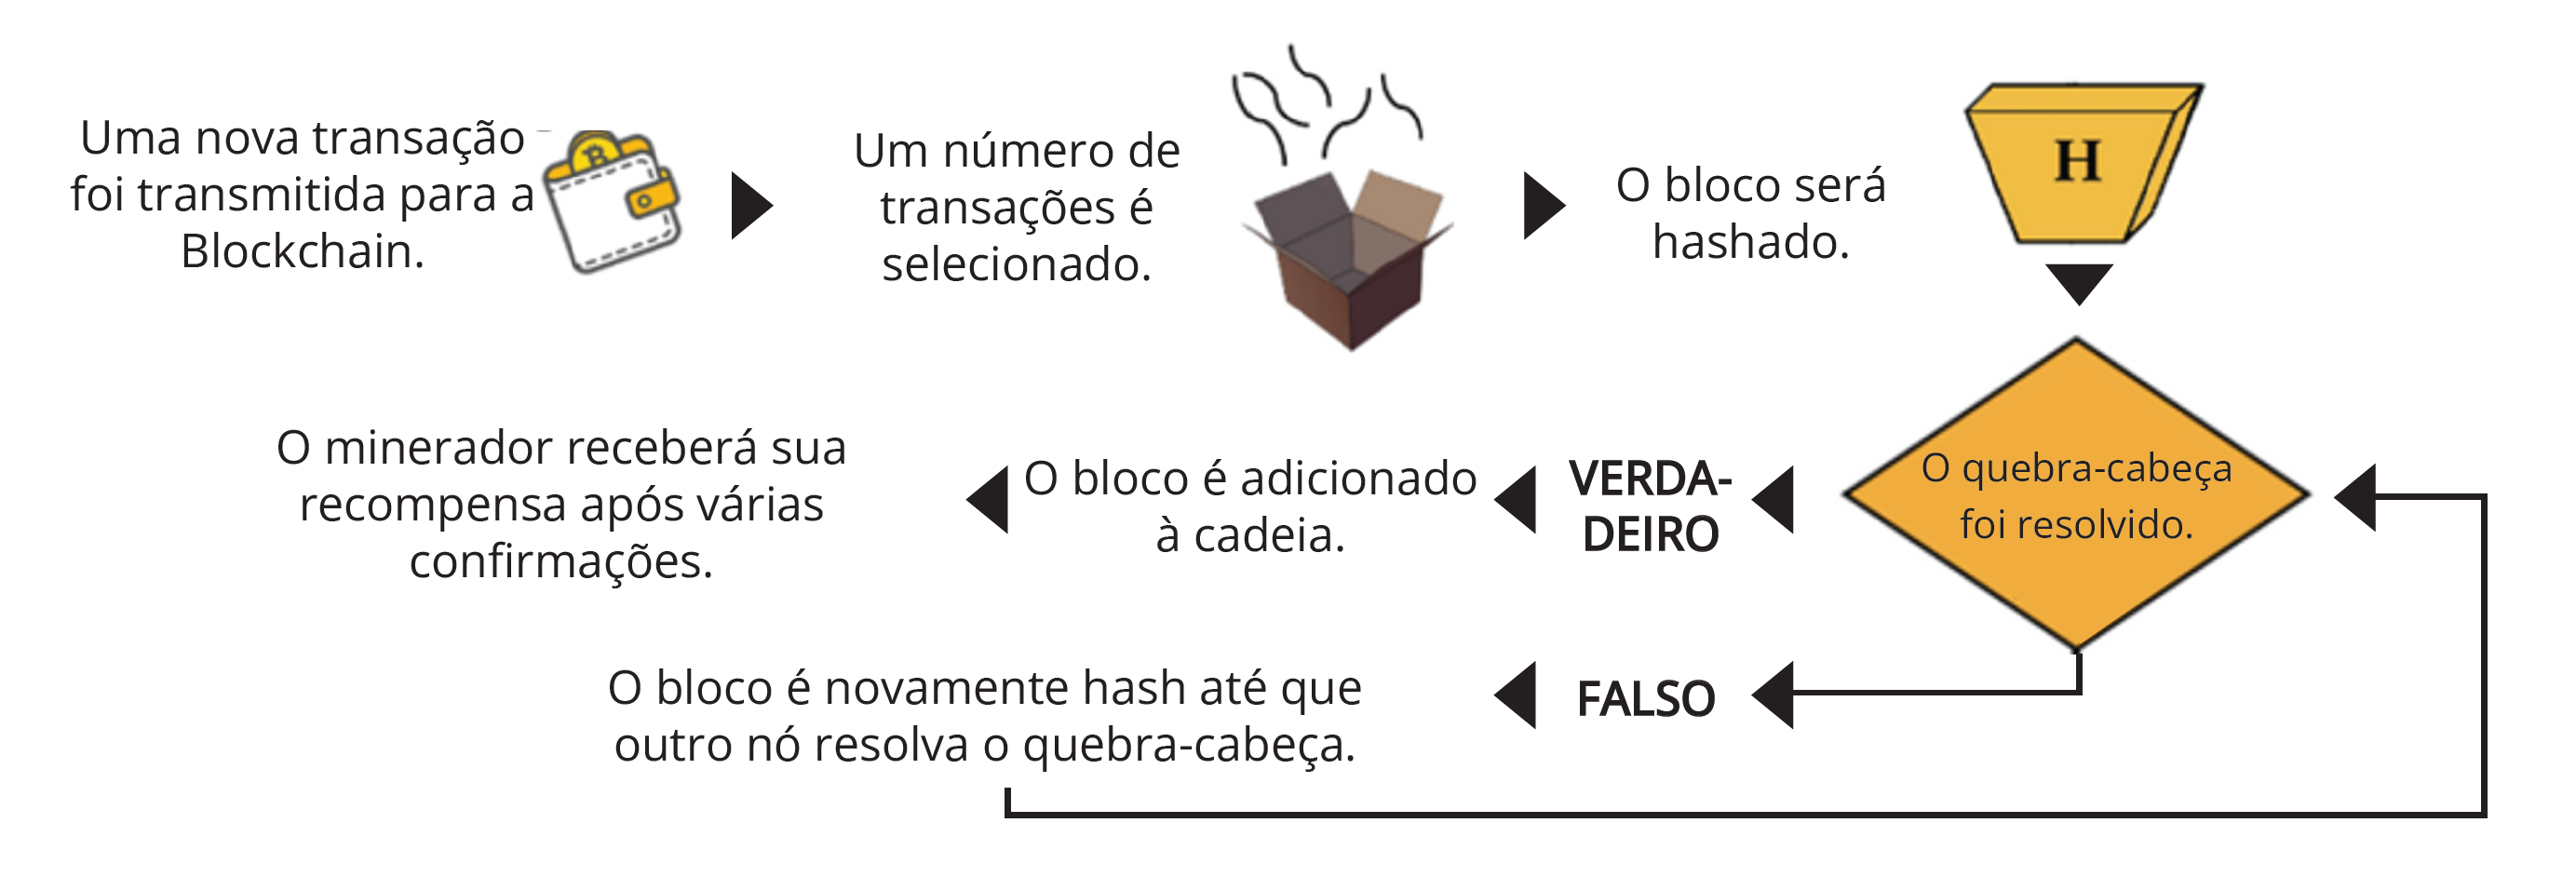 Uma nova transação
foi transmitida para a
Blockchain.
B
Um número de
transações é
selecionado.
O bloco será
hashado.
H
O quebra-cabeça
foi resolvido.
VERDA-
DEIRO
O bloco é adicionado
à cadeia.
O minerador receberá sua
recompensa após várias
confirmações.
FALSO
O bloco é novamente hash até que
outro nó resolva o quebra-cabeça.